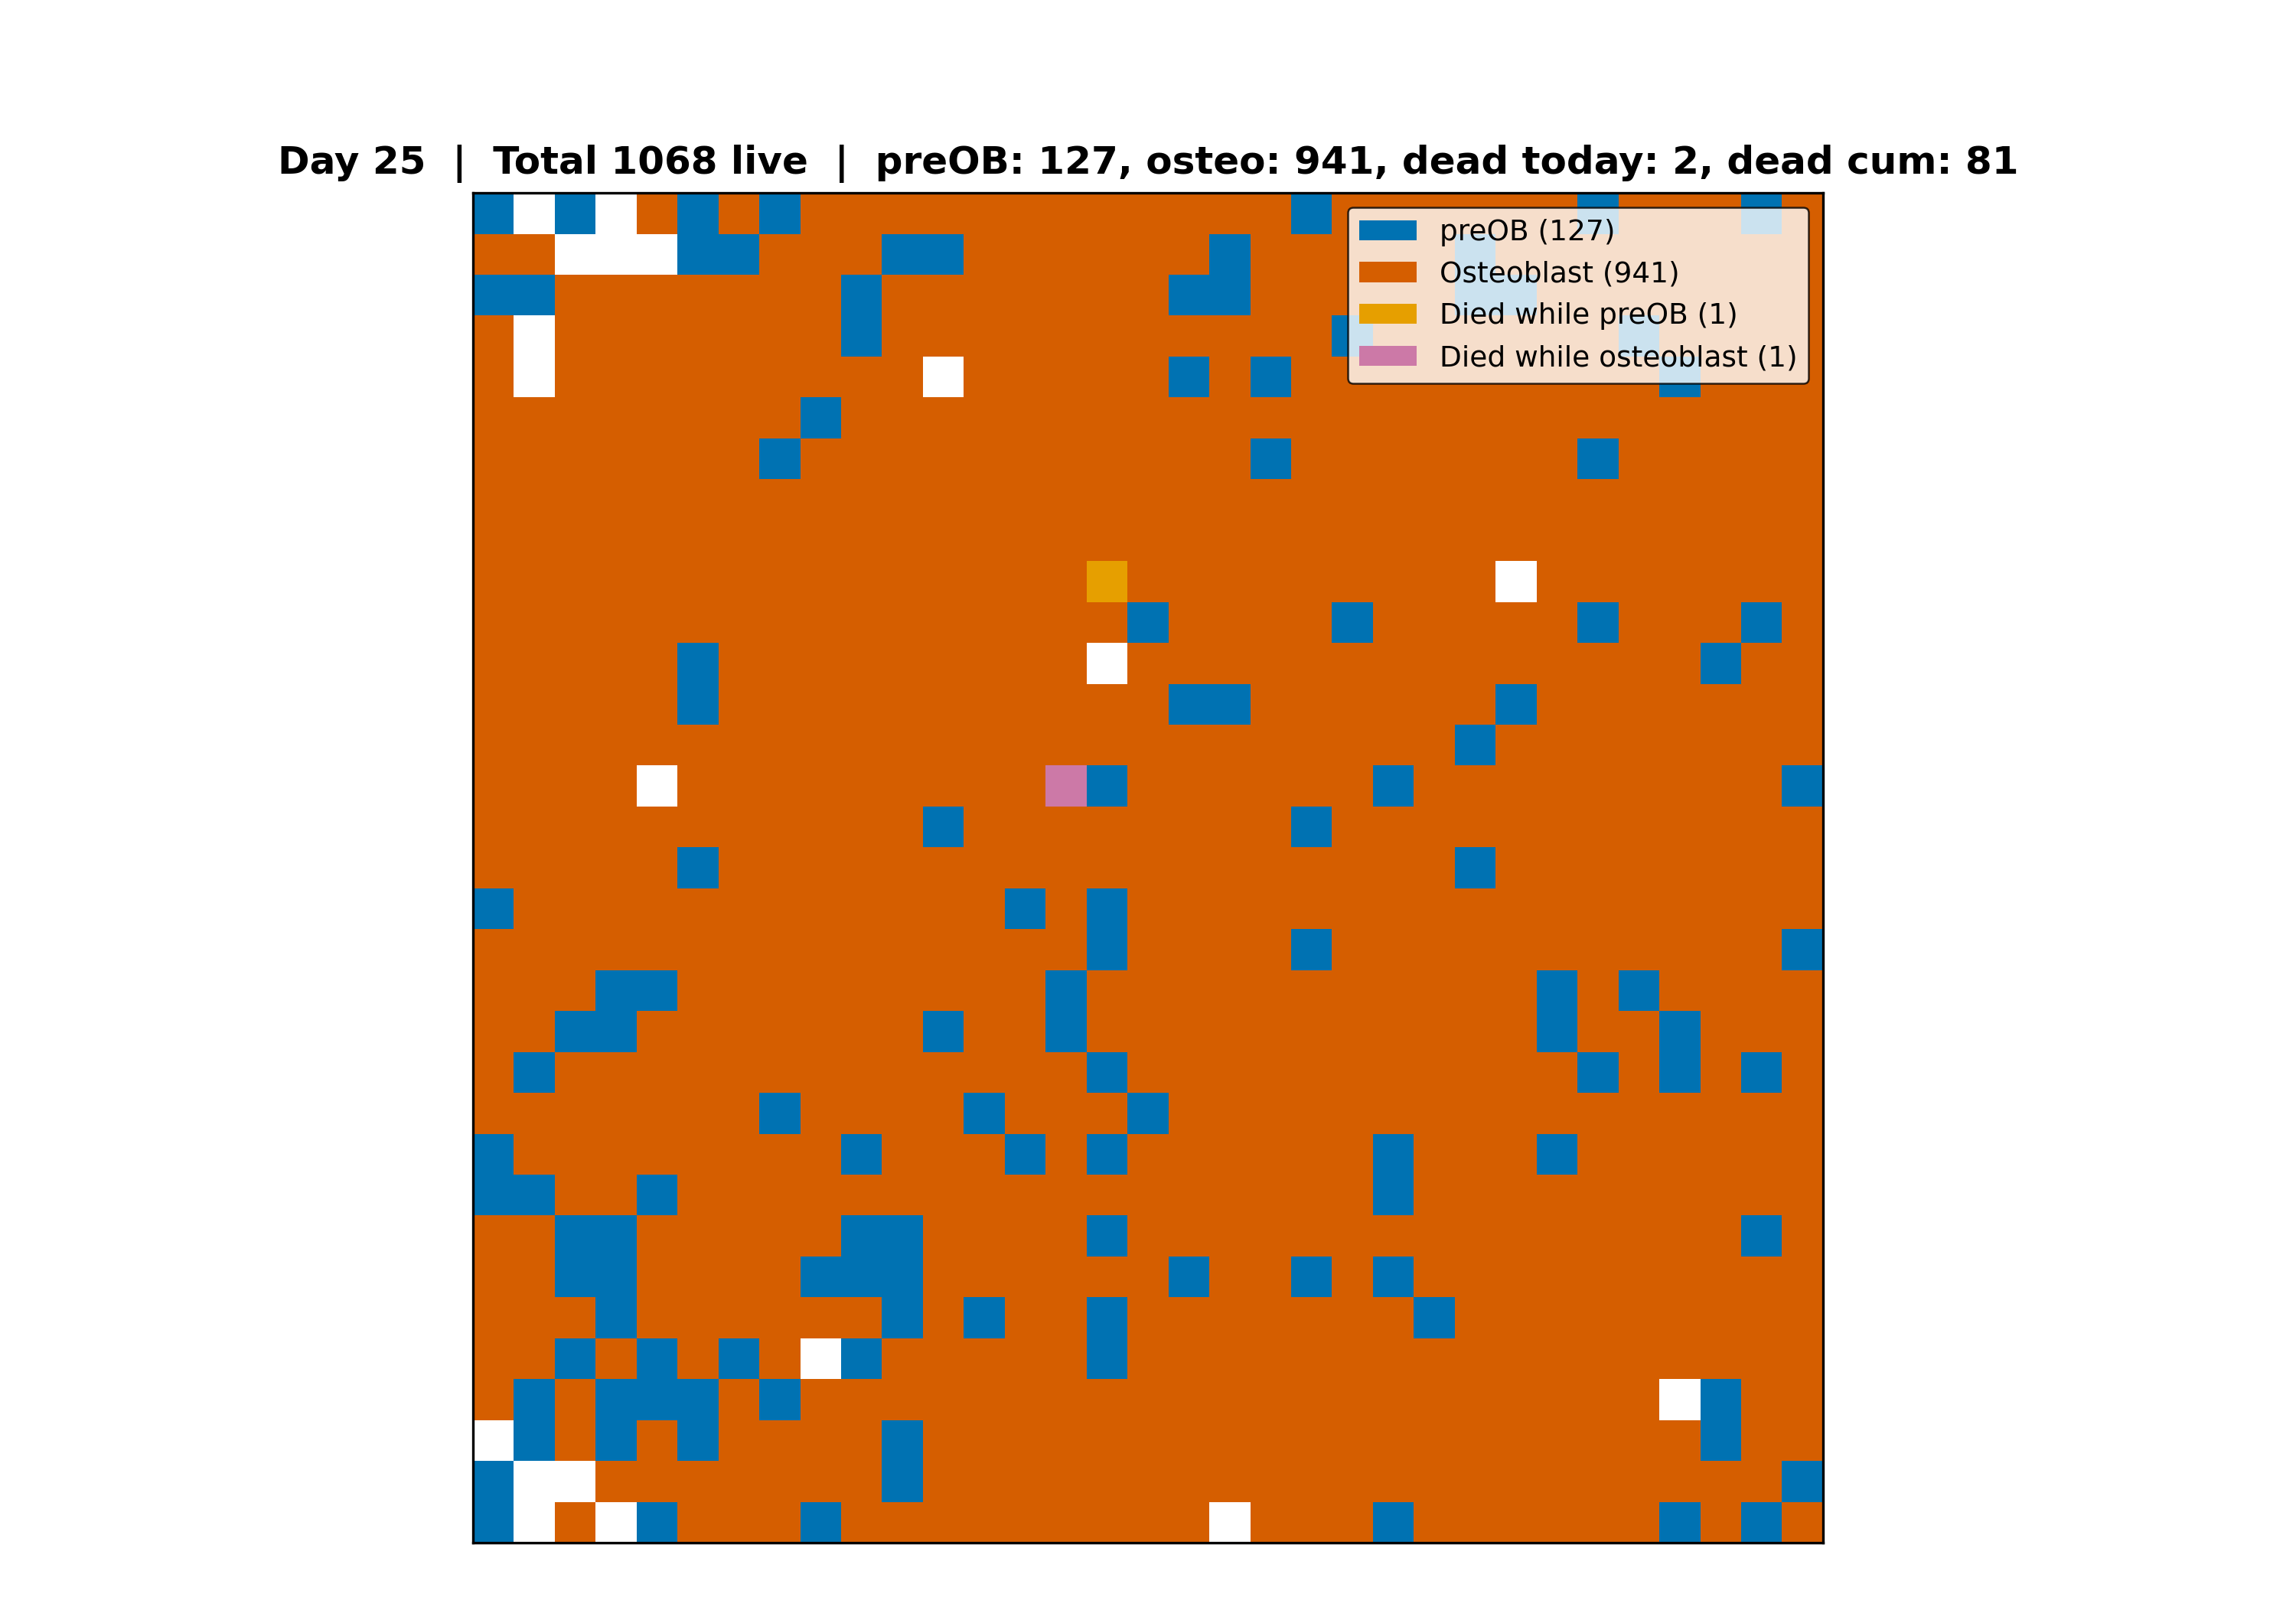 Day 25 | Total 1068 live | preOB: 127, osteo: 941, dead today: 2, dead cum: 81
preOB (127)
Osteoblast (941)
Died while preOB (1)
Died while osteoblast (1)